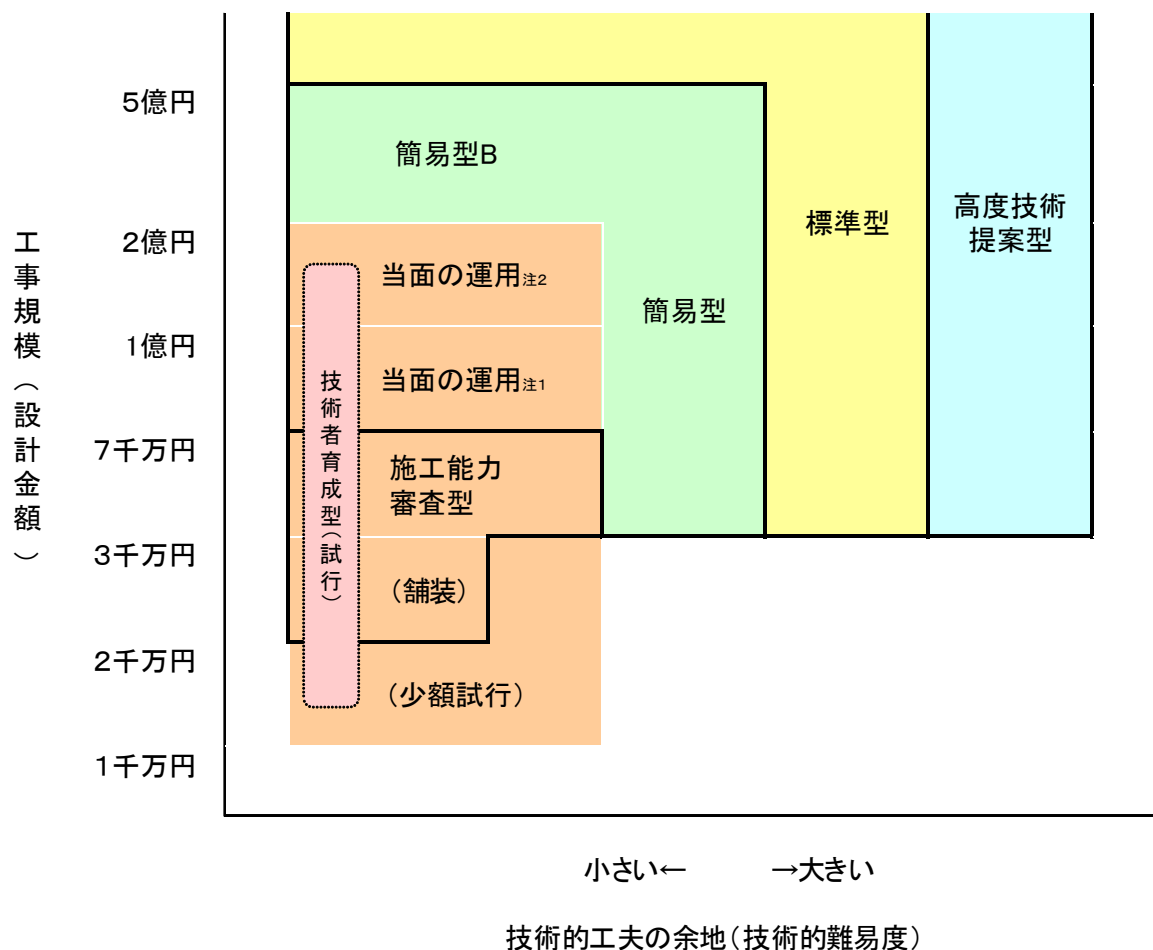 5億円
2億円
1億円
7千万円
3千万円
2千万円
1千万円
工事規模（設計金額）
簡易型B
当面の運用注2
当面の運用注1
施工能力
審査型
（舗装）
（少額試行）
技術者育成型（試行）
簡易型
標準型
高度技術
提案型
小さい← →大きい
技術的工夫の余地（技術的難易度）